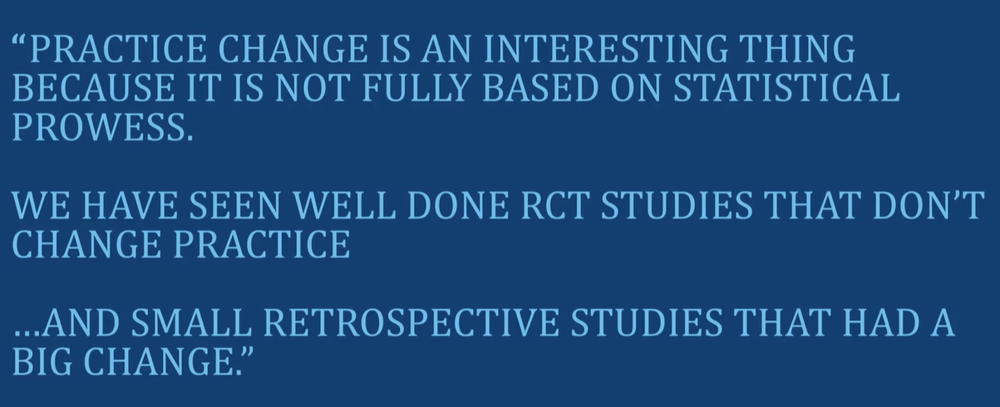 “PRACTICE CHANGE IS AN INTERESTING THING
BECAUSE IT IS NOT FULLY BASED ON STATISTICAL
PROWESS.
WE HAVE SEEN WELL DONE RCT STUDIES THAT DON’T
CHANGE PRACTICE
...AND SMALL RETROSPECTIVE STUDIES THAT HAD A
BIG CHANGE.”